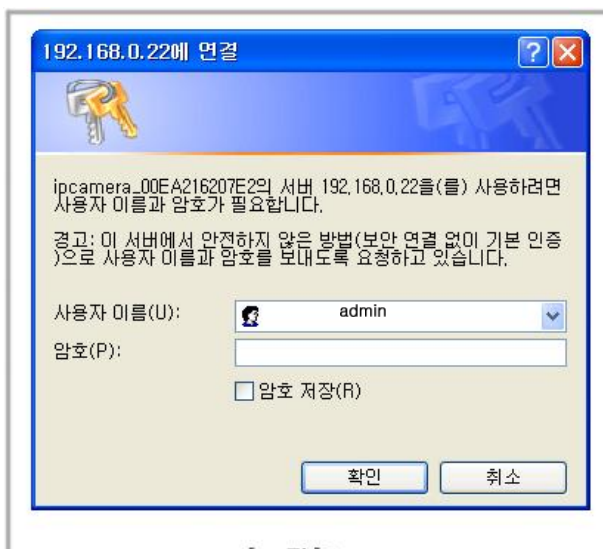 192.168.0.22에 연결
ipcamera_00EA216207E2의 서버 192.168.0.22을(를) 사용하려면
사용자 이름과 암호가 필요합니다.
경고: 이 서버에서 안전하지 않은 방법(보안 연결 없이 기본 인증
)으로 사용자 이름과 암호를 보내도록 요청하고 있습니다.
사용자 이름(U):
admin
암호(P):
암호 저장(R)
확인
취소